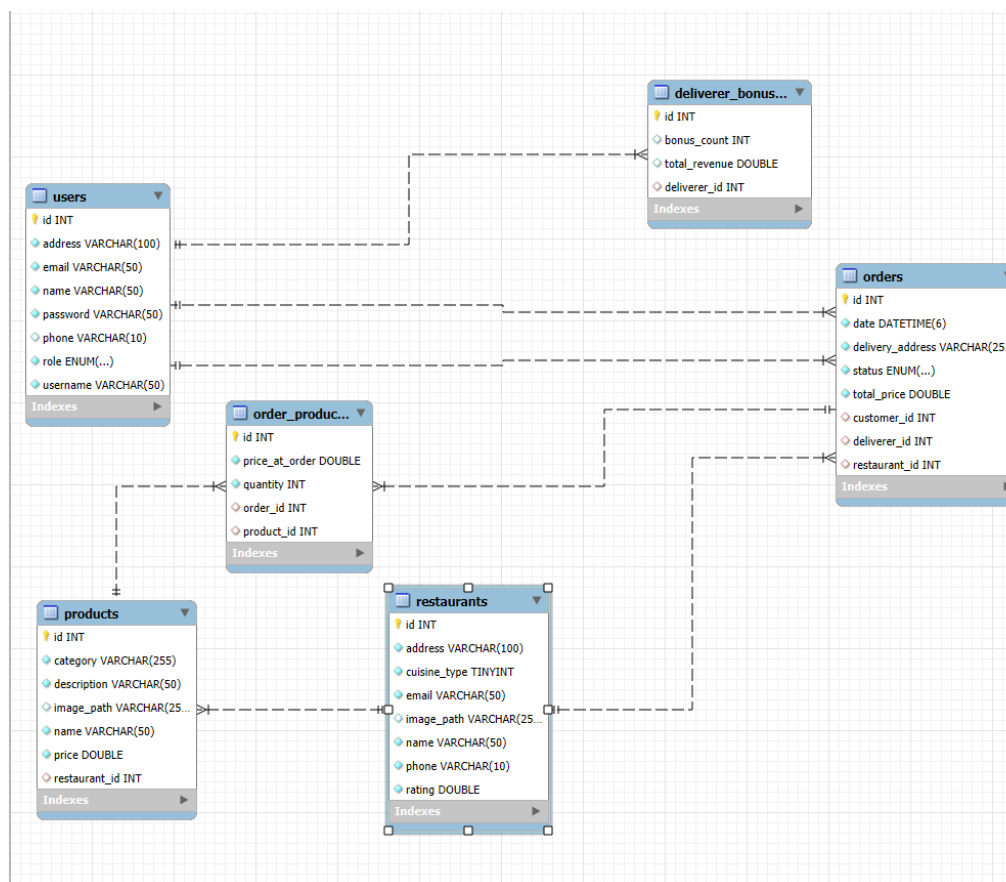 deliverer_bonus...
id INT
bonus_count INT
total_revenue DOUBLE
deliverer_id INT
Indexes
users
id INT
address VARCHAR(100)
email VARCHAR(50)
name VARCHAR(50)
password VARCHAR(50)
phone VARCHAR(10)
role ENUM(...)
username VARCHAR(50)
Indexes
orders
id INT
date DATETIME(6)
delivery_address VARCHAR(25
status ENUM(...)
total_price DOUBLE
customer_id INT
deliverer_id INT
restaurant_id INT
Indexes
order_produc...
id INT
price_at_order DOUBLE
quantity INT
order_id INT
product_id INT
Indexes
products
id INT
category VARCHAR(255)
description VARCHAR(50)
image_path VARCHAR(25...
name VARCHAR(50)
price DOUBLE
restaurant_id INT
Indexes
restaurants
id INT
address VARCHAR(100)
cuisine_type TINYINT
email VARCHAR(50)
image_path VARCHAR(25...
name VARCHAR(50)
phone VARCHAR(10)
rating DOUBLE
Indexes